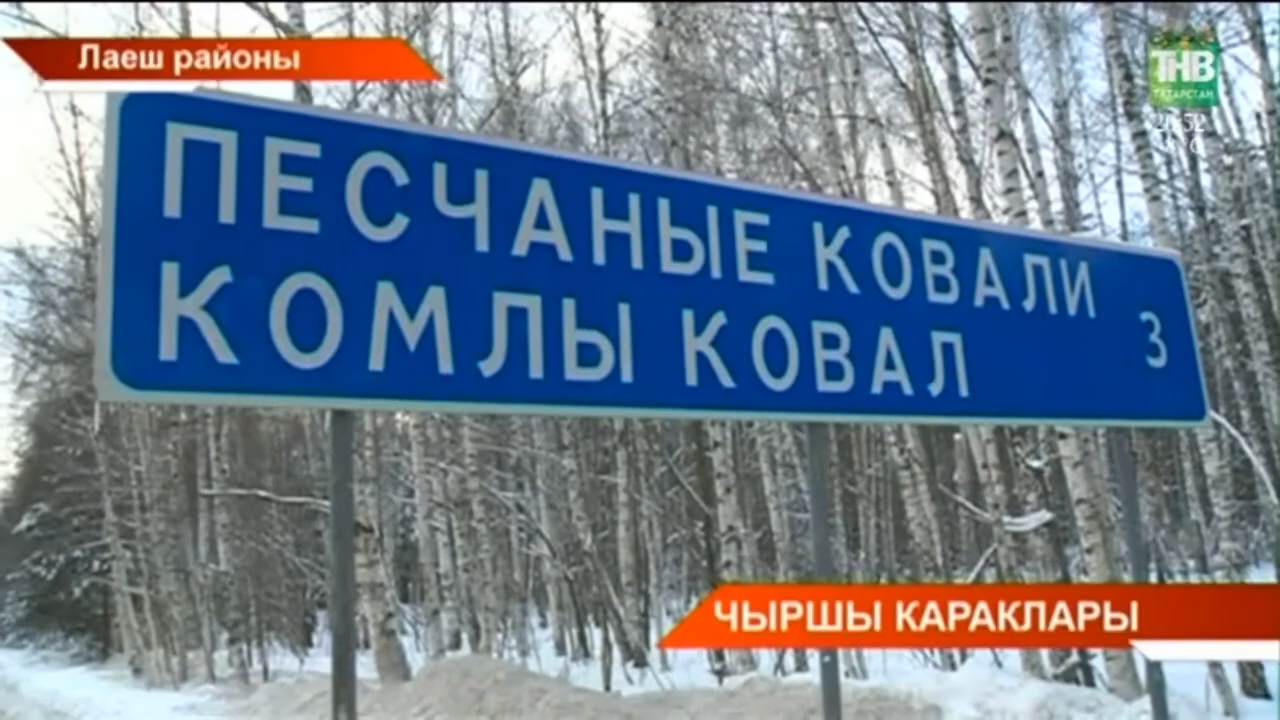 Лаеш районы
ТНВ
ТАТАРСТАН
ПЕСЧАНЫЕ КОВАЛИ
КОМЛЫ КОВАЛ
3
ЧЫРШЫ КАРАКЛАРЫ